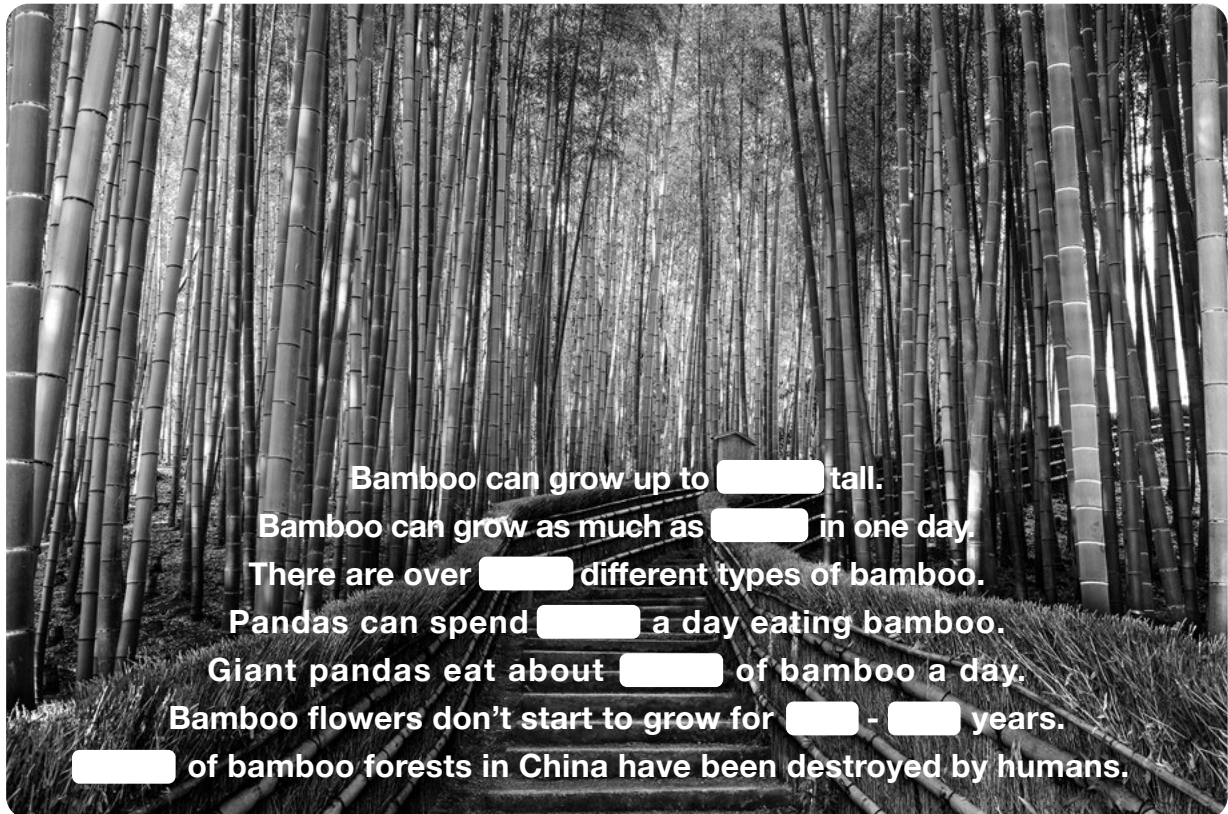 Bamboo can grow up to tall.
Bamboo can grow as much as in one day.
There are over different types of bamboo.
Pandas can spend a day eating bamboo.
Giant pandas eat about of bamboo a day.
Bamboo flowers don’t start to grow for - years.
of bamboo forests in China have been destroyed by humans.